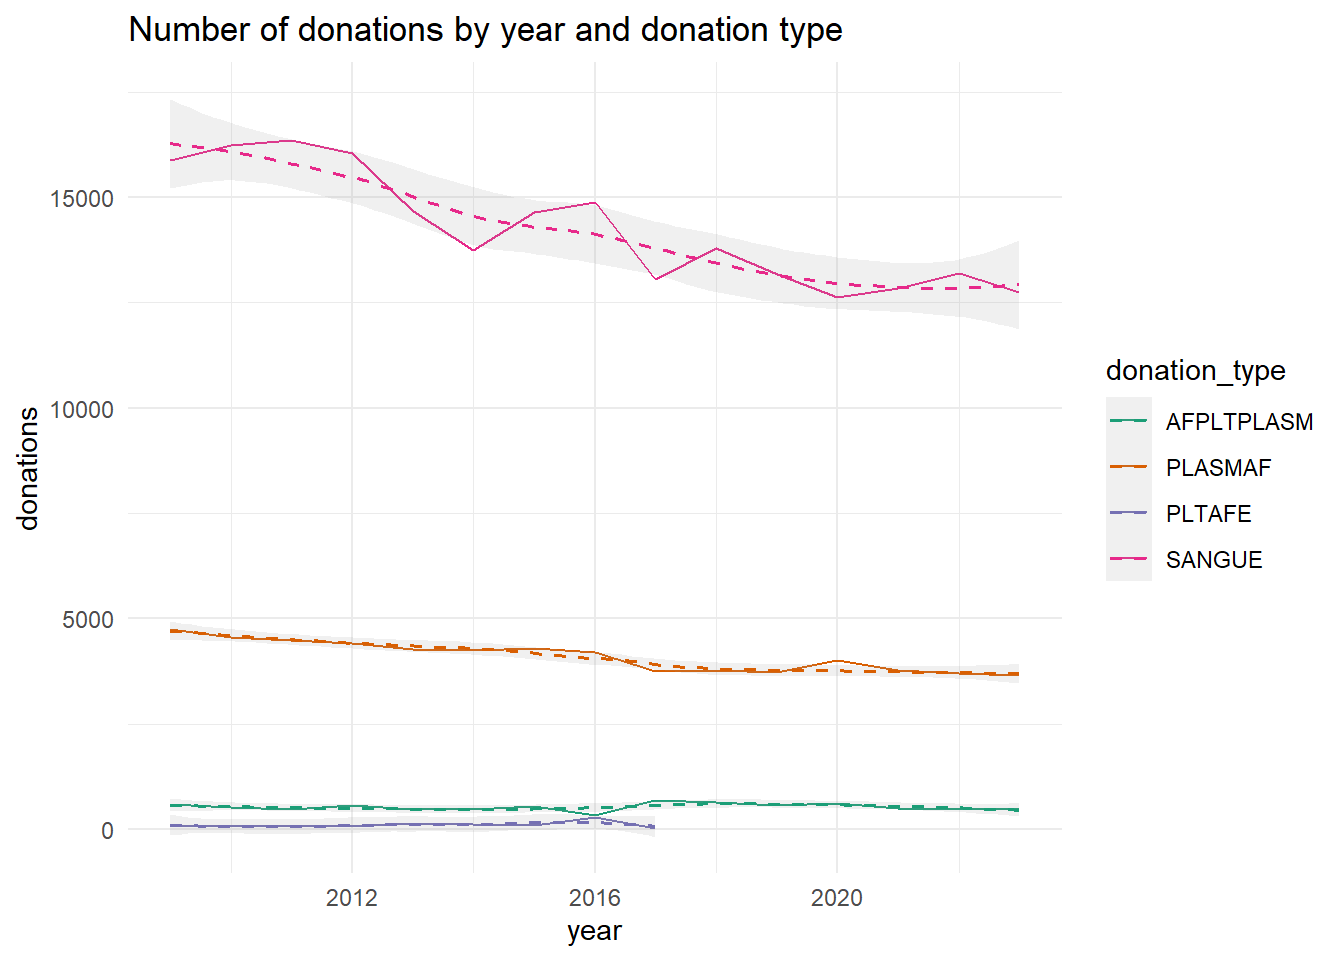 Number of donations by year and donation type
donations
15000
10000
5000
0
2012
2016
2020
year
donation_type
AFPLTPLASM
PLASMAF
PLTAFE
SANGUE